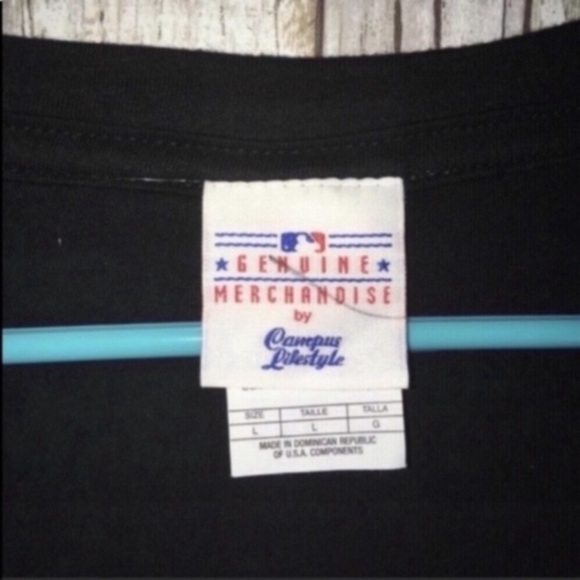 GENUINE
MERCHANDISE
by
Campus
Lifestyle
SIZE TAILLE TALLA
L L G
MADE IN DOMINICAN REPUBLIC
OF U.S.A. COMPONENTS